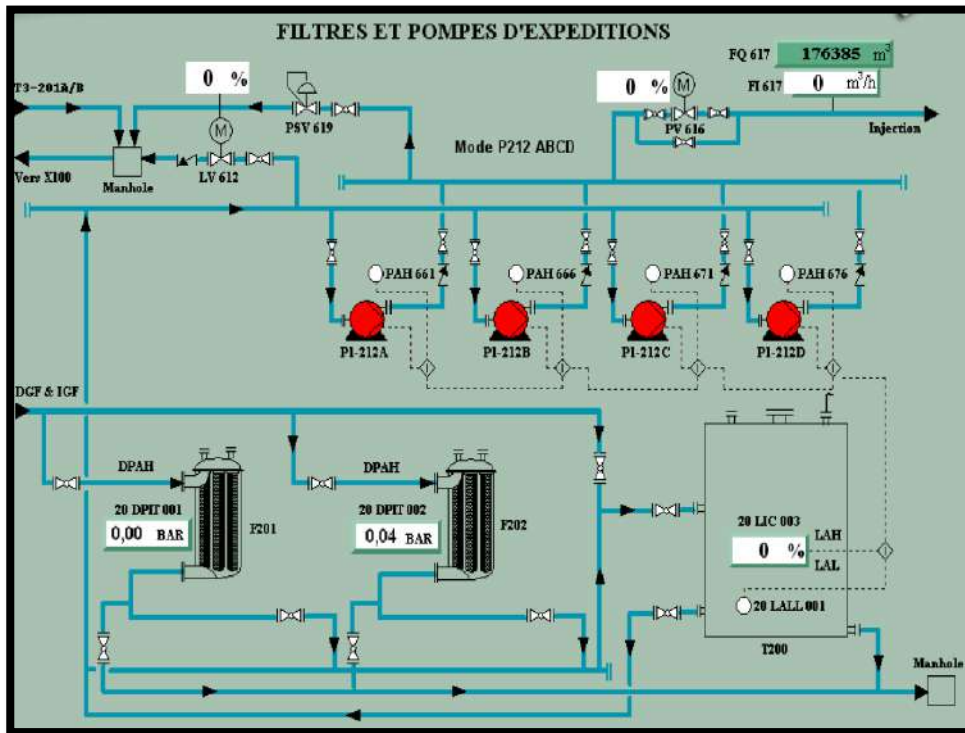 FILTRES ET POMPES D'EXPEDITIONS
FQ 617 176385 m³
FI 617 0 m³/h
0 %
0 %
T3-201A/B
PSV 619
M
M
PV 616
Injection
Mode P212 ABCD
Vers X100
Manhole
LV 612
PAH 661
PAH 666
PAH 671
PAH 676
PI-212A
PI-212B
PI-212C
PI-212D
I
I
I
I
DGF & IGF
DPAH
DPAH
20 DPIT 001
0,00 BAR
F201
20 DPIT 002
0,04 BAR
F202
20 LIC 003
0 %
LAH
LAL
I
20 LALL 001
T200
Manhole